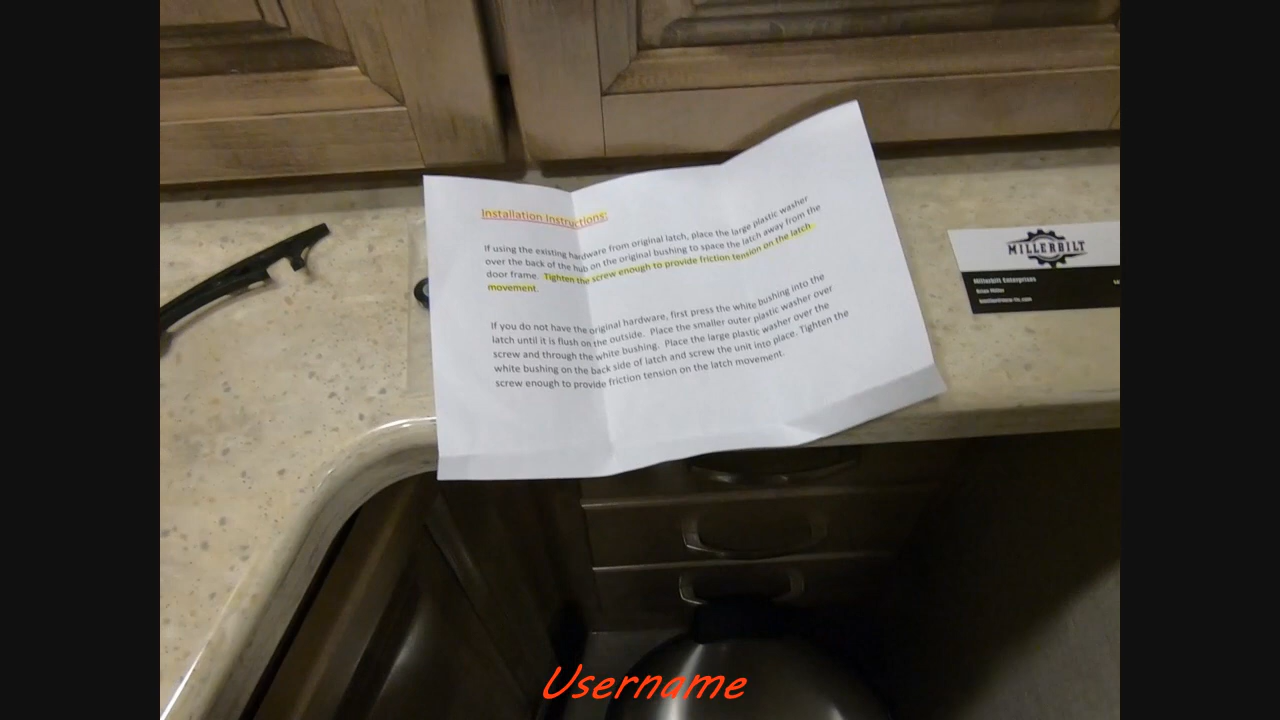 Installation Instructions:
If using the existing hardware from original latch, place the large plastic washer
over the back of the hub on the original bushing to space the latch away from the
door frame. Tighten the screw enough to provide friction tension on the latch
movement.
If you do not have the original hardware, first press the white bushing into the
latch until it is flush on the outside. Place the smaller outer plastic washer over
screw and through the white bushing. Place the large plastic washer over the
white bushing on the back side of latch and screw the unit into place. Tighten the
screw enough to provide friction tension on the latch movement.
MILLERBILT
Millerbilt Enterprises
Brian Miller
Username